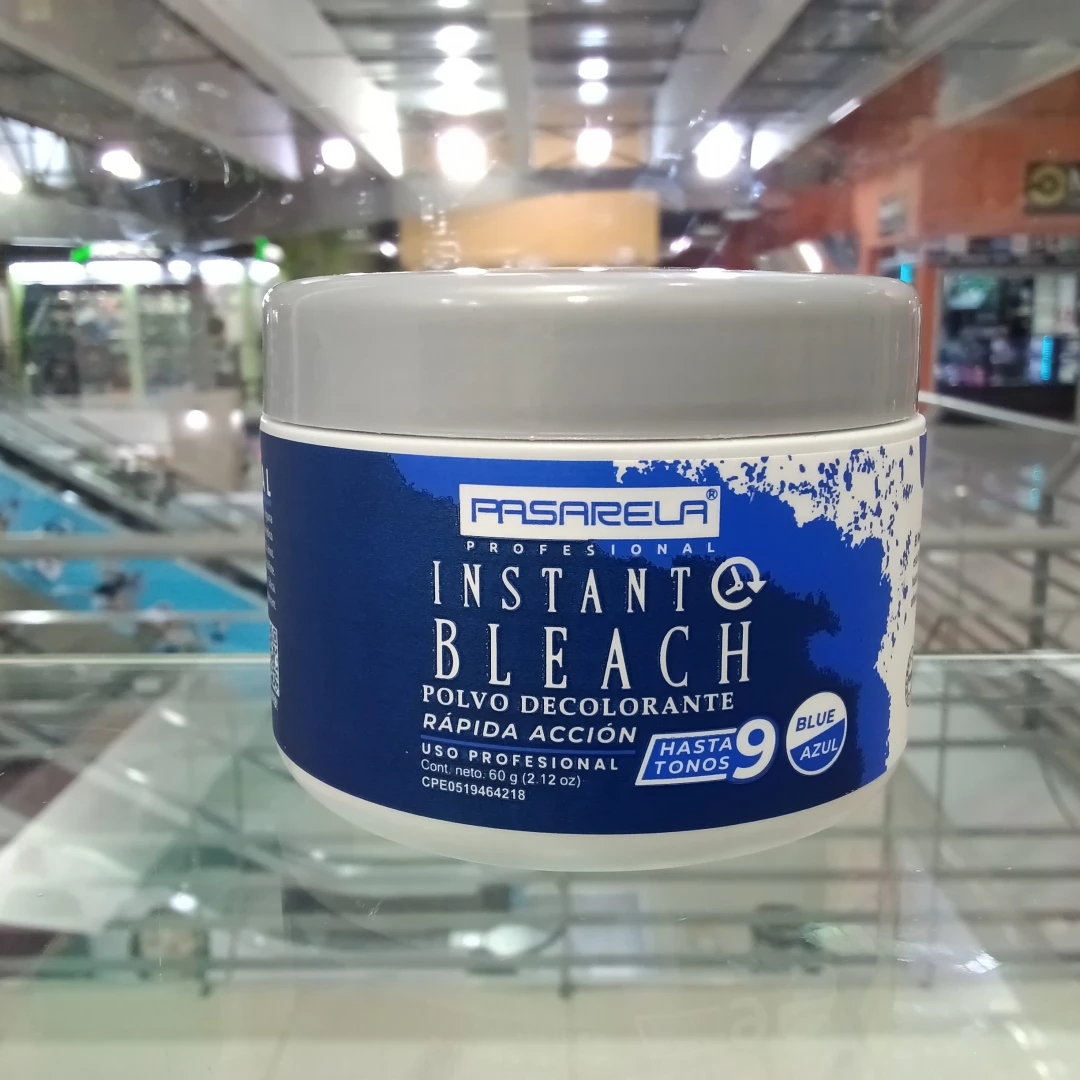 PASARELA®
PROFESIONAL
INSTANT
BLEACH
POLVO DECOLORANTE
RÁPIDA ACCIÓN
USO PROFESIONAL
Cont. neto. 60 g (2.12 oz)
CPE0519464218
HASTA 9
TONOS
BLUE
AZUL